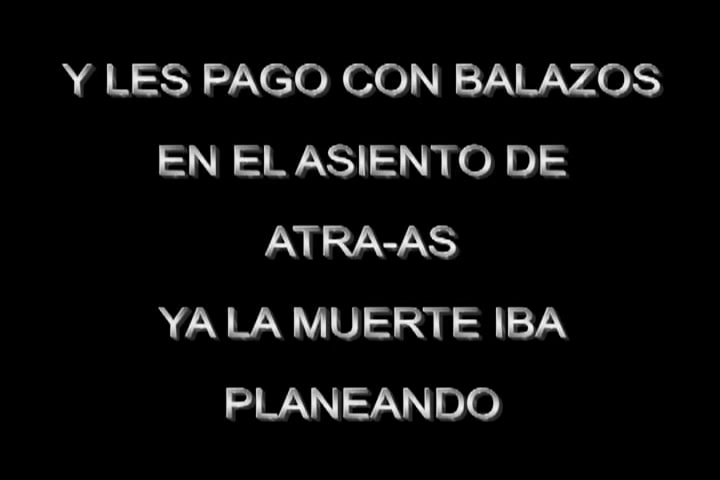 Y LES PAGO CON BALAZOS
EN EL ASIENTO DE
ATRA-AS
YA LA MUERTE IBA
PLANEANDO